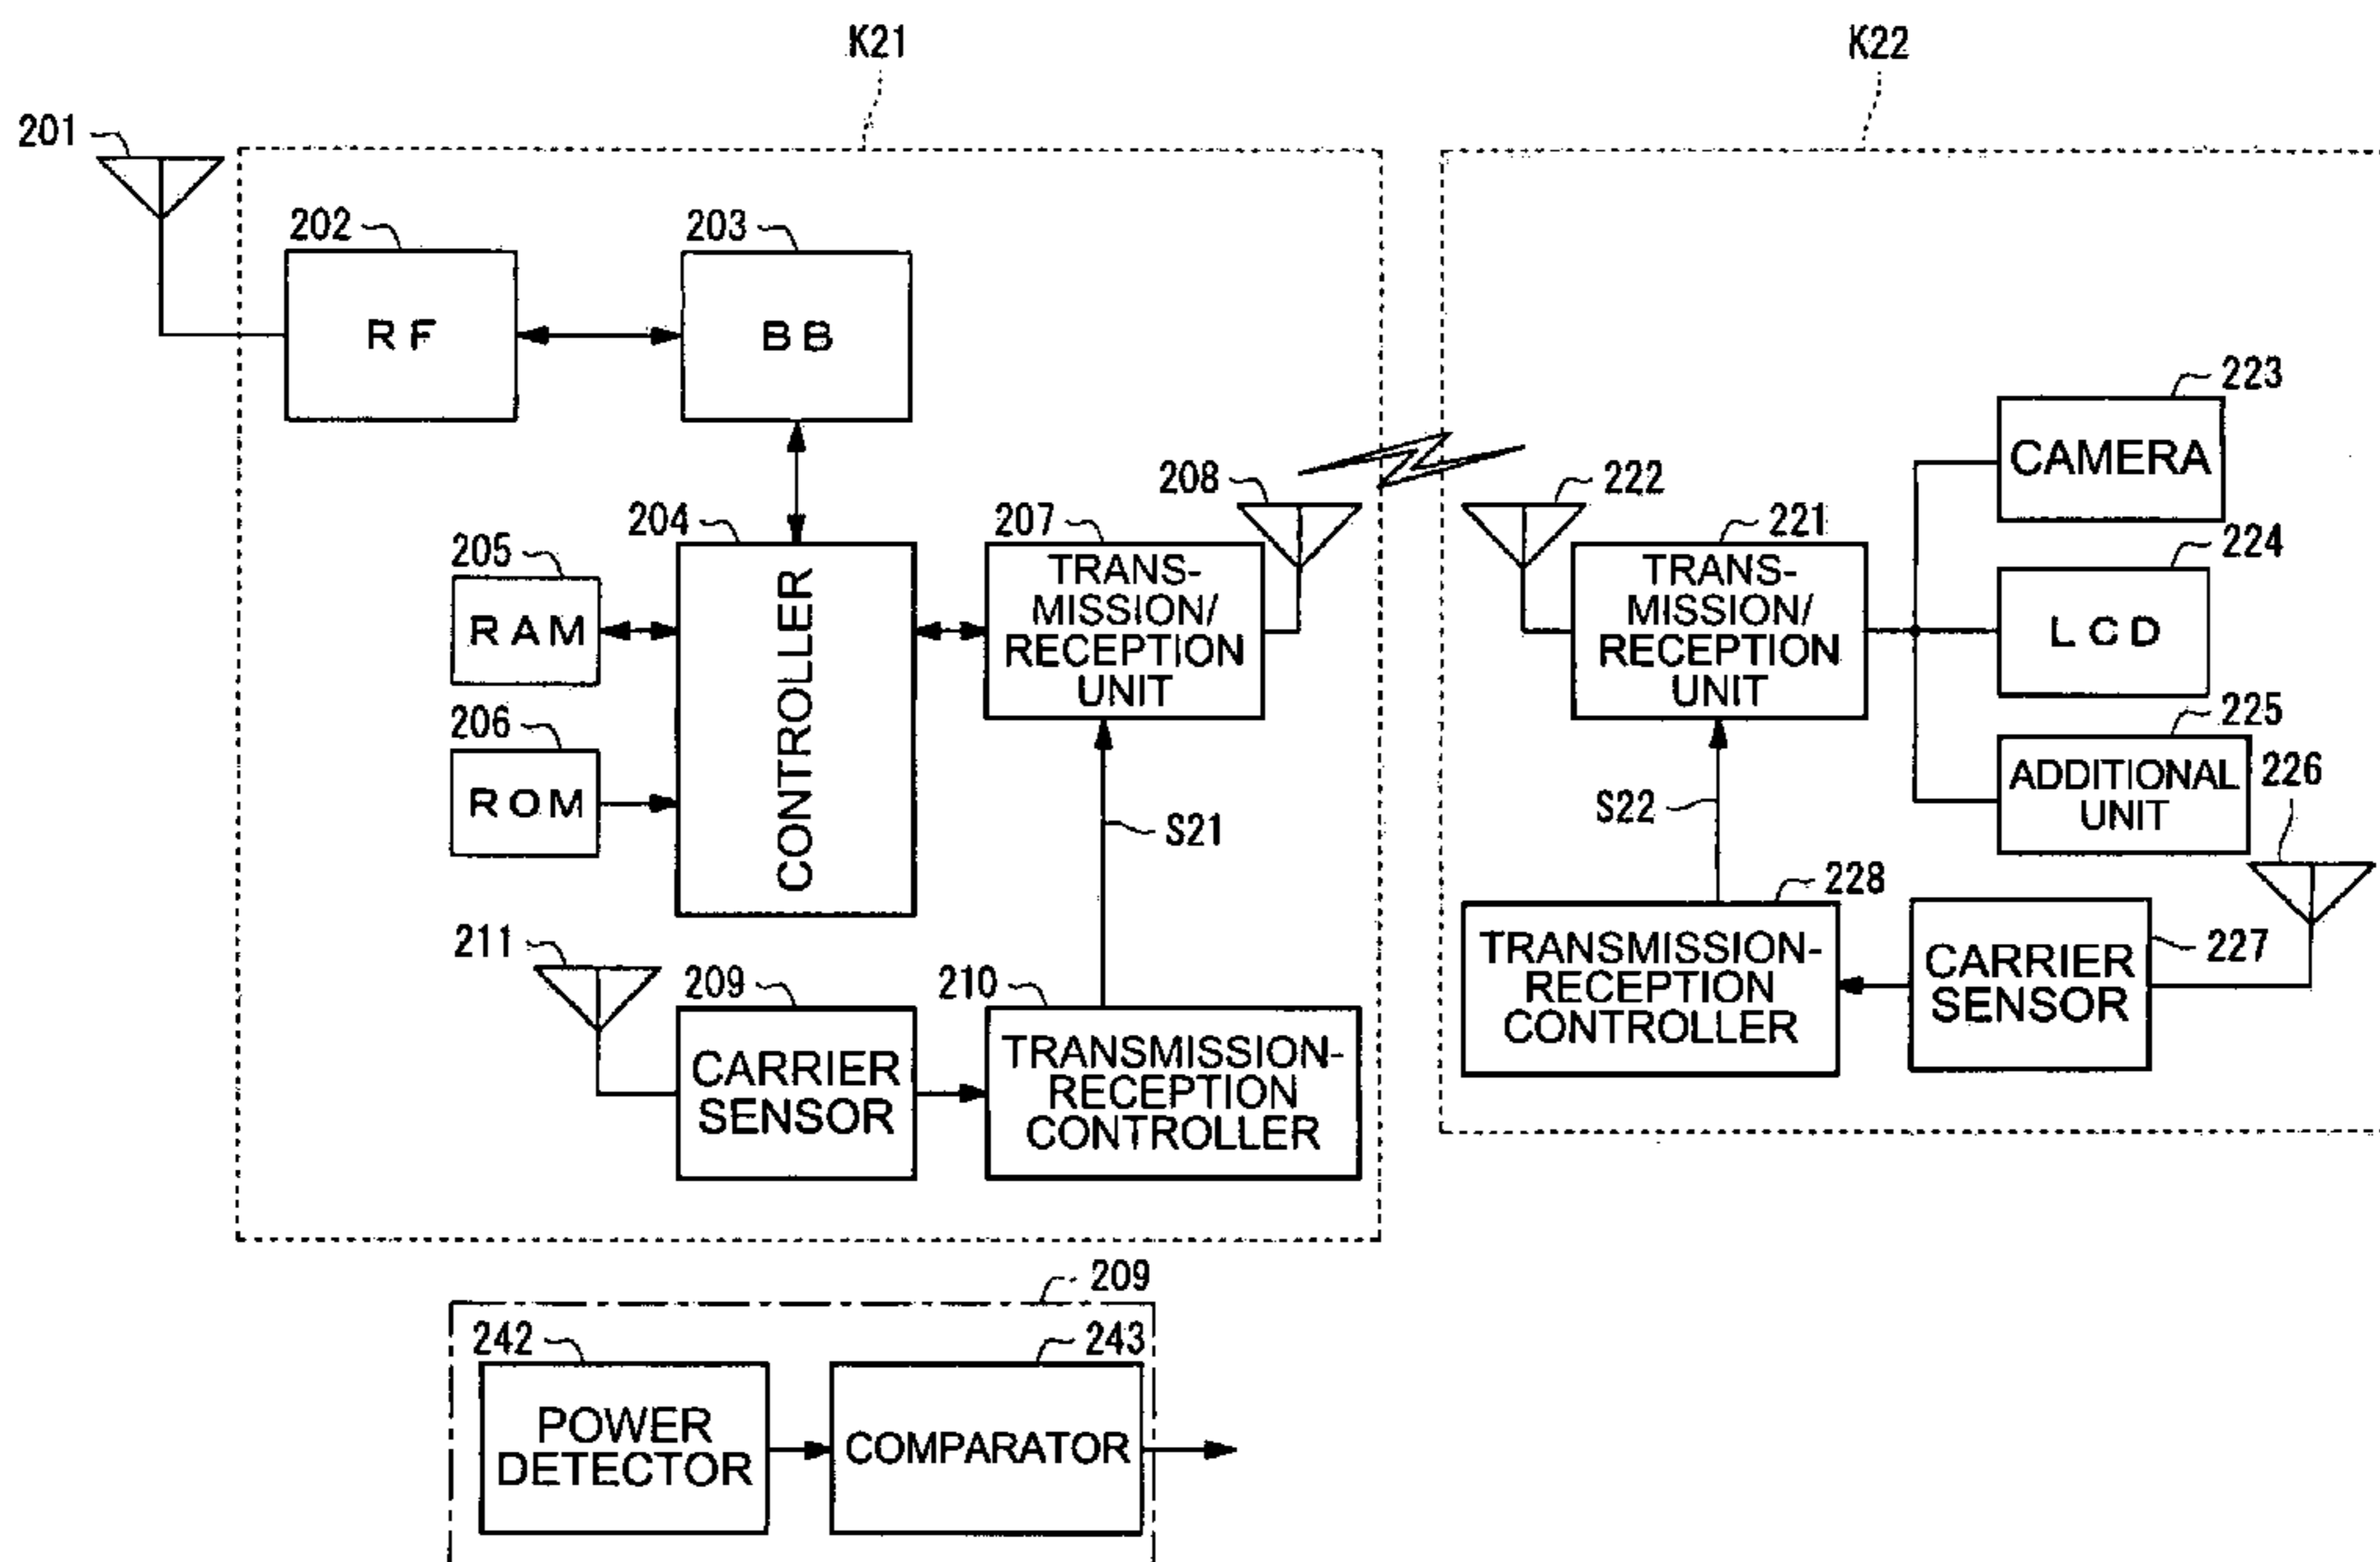 K21
K22
201
202
203
RF
BB
223
CAMERA
208
222
204
207
221
224
205
TRANS-
MISSION/
RECEPTION
UNIT
TRANS-
MISSION/
RECEPTION
UNIT
LCD
RAM
CONTROLLER
206
225
ROM
ADDITIONAL
UNIT
226
S21
S22
228
211
TRANSMISSION-
RECEPTION
CONTROLLER
CARRIER
SENSOR
227
209
210
CARRIER
SENSOR
TRANSMISSION-
RECEPTION
CONTROLLER
209
242
243
POWER
DETECTOR
COMPARATOR